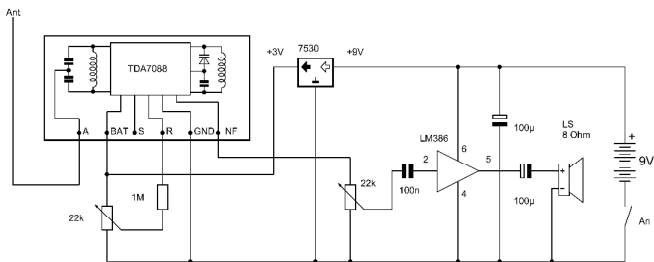 Ant
+3V
7530
+9V
TDA7088
A
BAT
S
R
GND
NF
LM386
6
2
5
4
100n
22k
1M
22k
100µ
100µ
LS
8 Ohm
+
-
+
9V
An